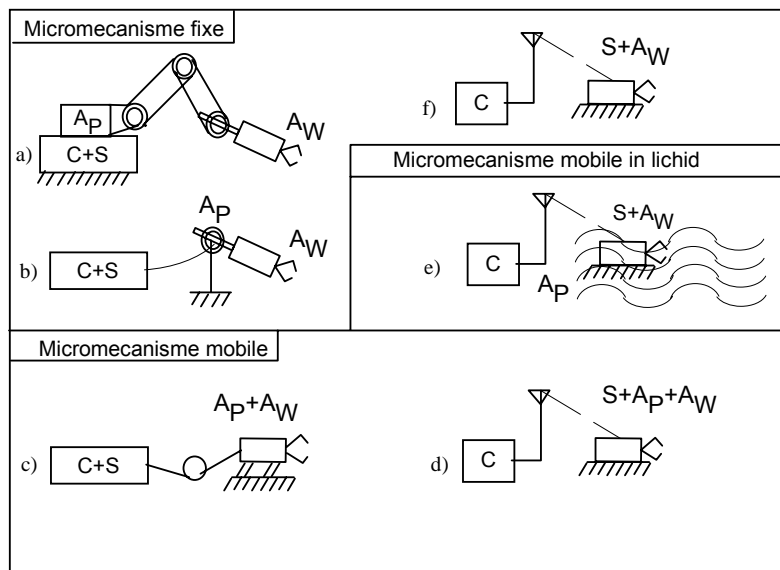 Micromecanisme fixe
a)
A_P
C+S
A_W
b)
C+S
A_P
A_W
f)
C
S+A_W
Micromecanisme mobile in lichid
e)
C
A_P
S+A_W
Micromecanisme mobile
c)
C+S
A_P+A_W
d)
C
S+A_P+A_W